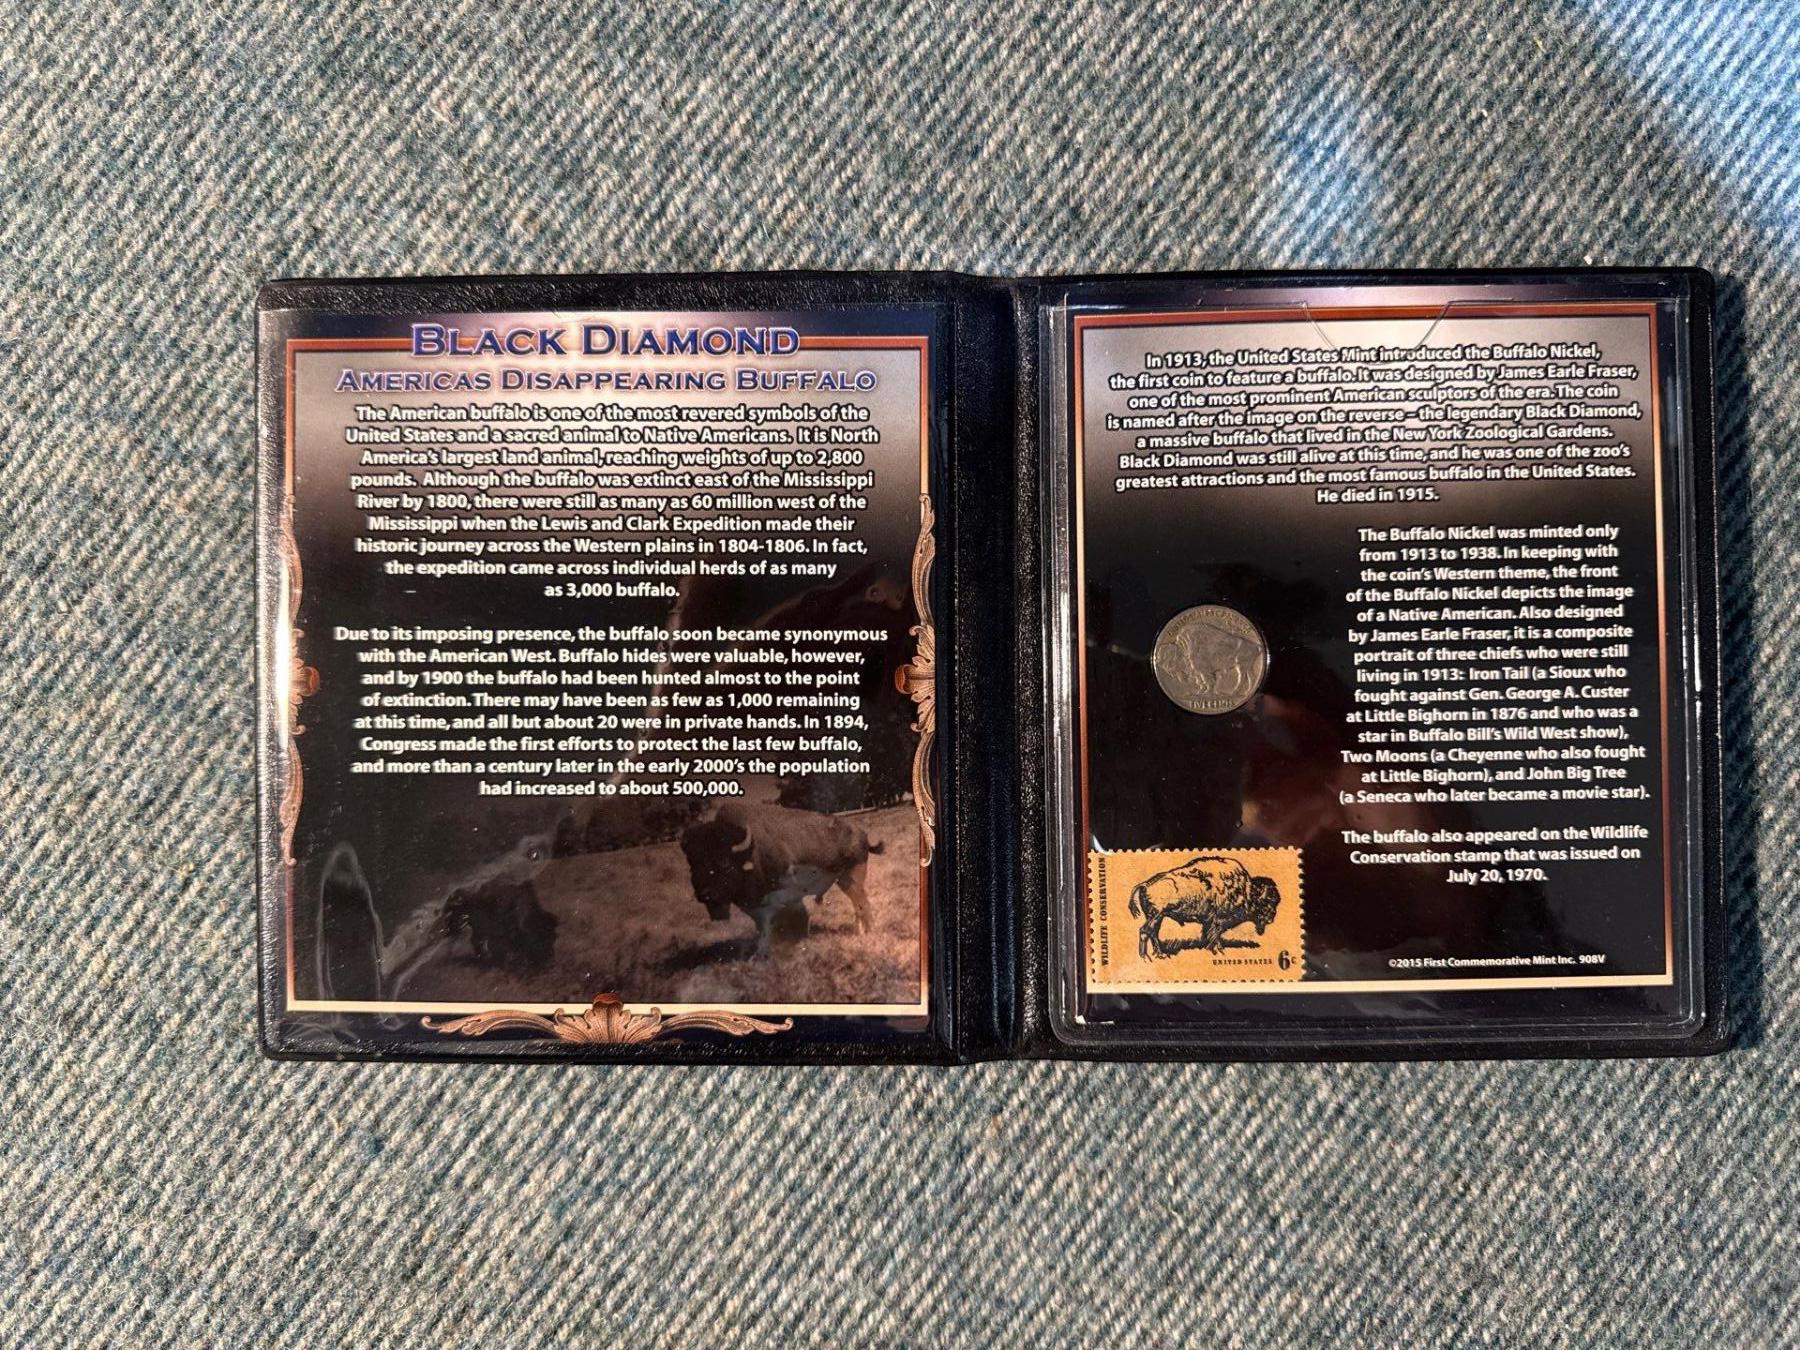 BLACK DIAMOND
AMERICAS DISAPPEARING BUFFALO
The American buffalo is one of the most revered symbols of the
United States and a sacred animal to Native Americans. It is North
America's largest land animal, reaching weights of up to 2,800
pounds. Although the buffalo was extinct east of the Mississippi
River by 1800, there were still as many as 60 million west of the
Mississippi when the Lewis and Clark Expedition made their
historic journey across the Western plains in 1804-1806. In fact,
the expedition came across individual herds of as many
as 3,000 buffalo.
Due to its imposing presence, the buffalo soon became synonymous
with the American West. Buffalo hides were valuable, however,
and by 1900 the buffalo had been hunted almost to the point
of extinction. There may have been as few as 1,000 remaining
at this time, and all but about 20 were in private hands. In 1894,
Congress made the first efforts to protect the last few buffalo,
and more than a century later in the early 2000's the population
had increased to about 500,000.
In 1913, the United States Mint introduced the Buffalo Nickel,
the first coin to feature a buffalo. It was designed by James Earle Fraser,
one of the most prominent American sculptors of the era. The coin
is named after the image on the reverse – the legendary Black Diamond,
a massive buffalo that lived in the New York Zoological Gardens.
Black Diamond was still alive at this time, and he was one of the zoo's
greatest attractions and the most famous buffalo in the United States.
He died in 1915.
The Buffalo Nickel was minted only
from 1913 to 1938. In keeping with
the coin's Western theme, the front
of the Buffalo Nickel depicts the image
of a Native American. Also designed
by James Earle Fraser, it is a composite
portrait of three chiefs who were still
living in 1913: Iron Tail (a Sioux who
fought against Gen. George A. Custer
at Little Bighorn in 1876 and who was a
star in Buffalo Bill's Wild West show),
Two Moons (a Cheyenne who also fought
at Little Bighorn), and John Big Tree
(a Seneca who later became a movie star).
The buffalo also appeared on the Wildlife
Conservation stamp that was issued on
July 20, 1970.
©2015 First Commemorative Mint Inc. 908V
FIVE CENTS
WILDLIFE CONSERVATION
UNITED STATES 6c